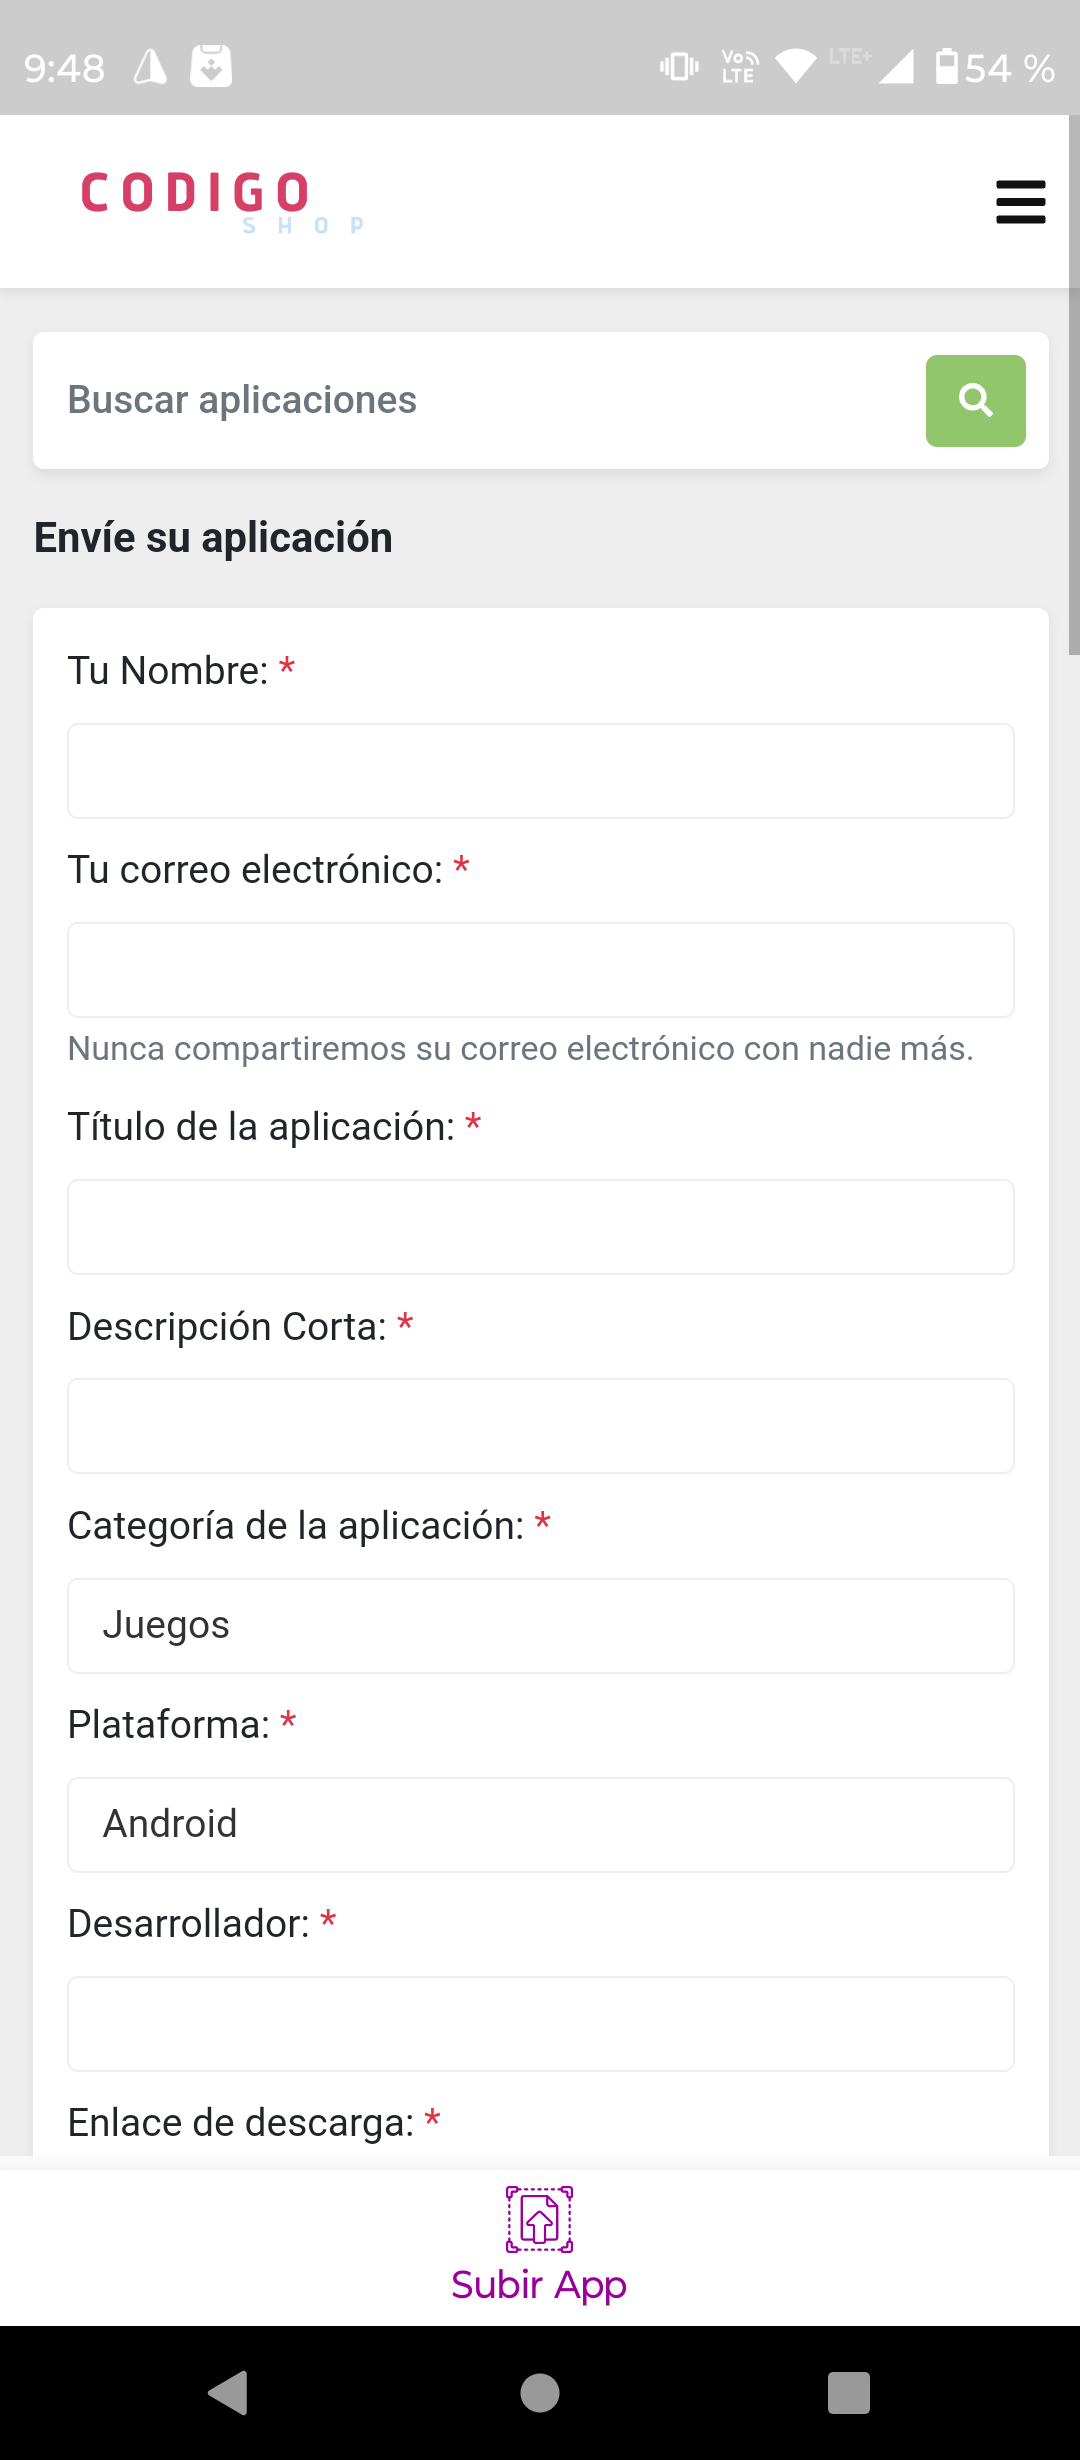 9:48 Vo LTE LTE+ 54 %
CODIGO
SHOP
Buscar aplicaciones
Envíe su aplicación
Tu Nombre: *
Tu correo electrónico: *
Nunca compartiremos su correo electrónico con nadie más.
Título de la aplicación: *
Descripción Corta: *
Categoría de la aplicación: *
Juegos
Plataforma: *
Android
Desarrollador: *
Enlace de descarga: *
Subir App